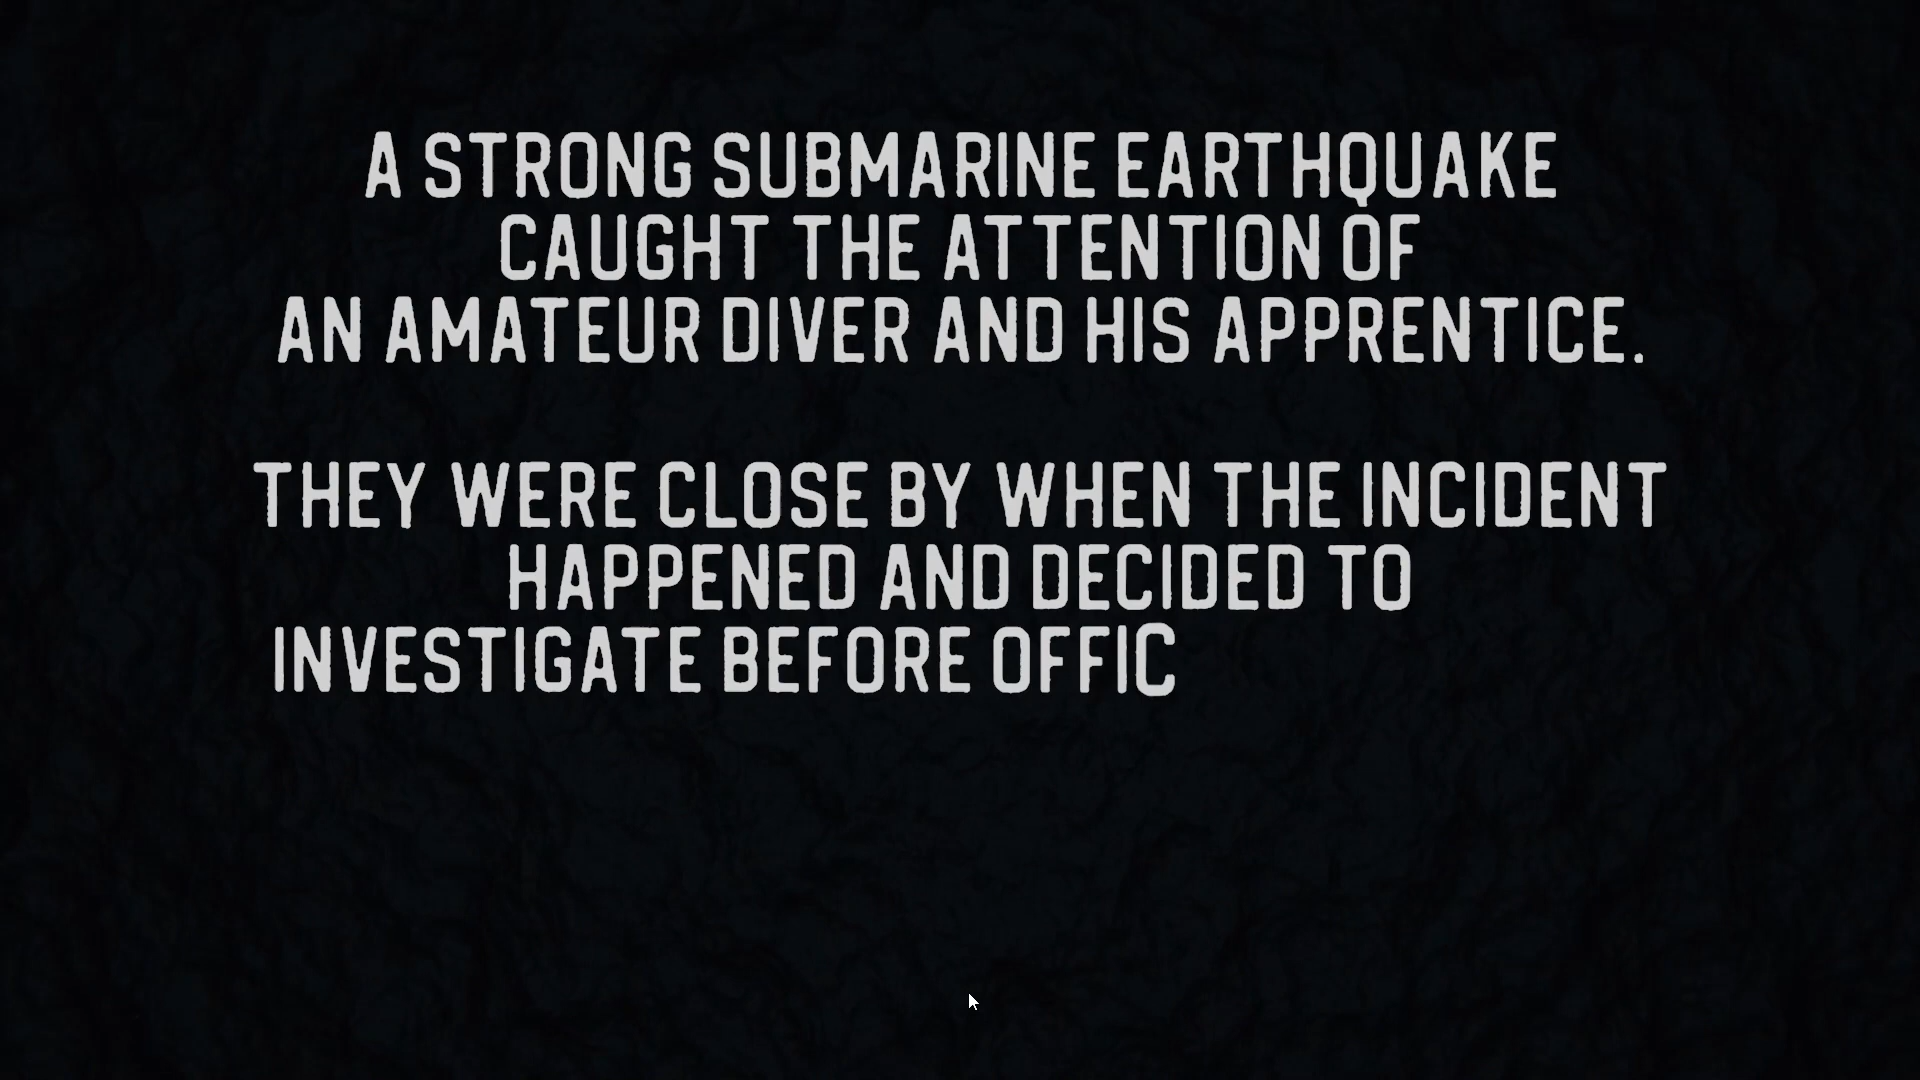 A STRONG SUBMARINE EARTHQUAKE
CAUGHT THE ATTENTION OF
AN AMATEUR DIVER AND HIS APPRENTICE.
THEY WERE CLOSE BY WHEN THE INCIDENT
HAPPENED AND DECIDED TO
INVESTIGATE BEFORE OFFIC